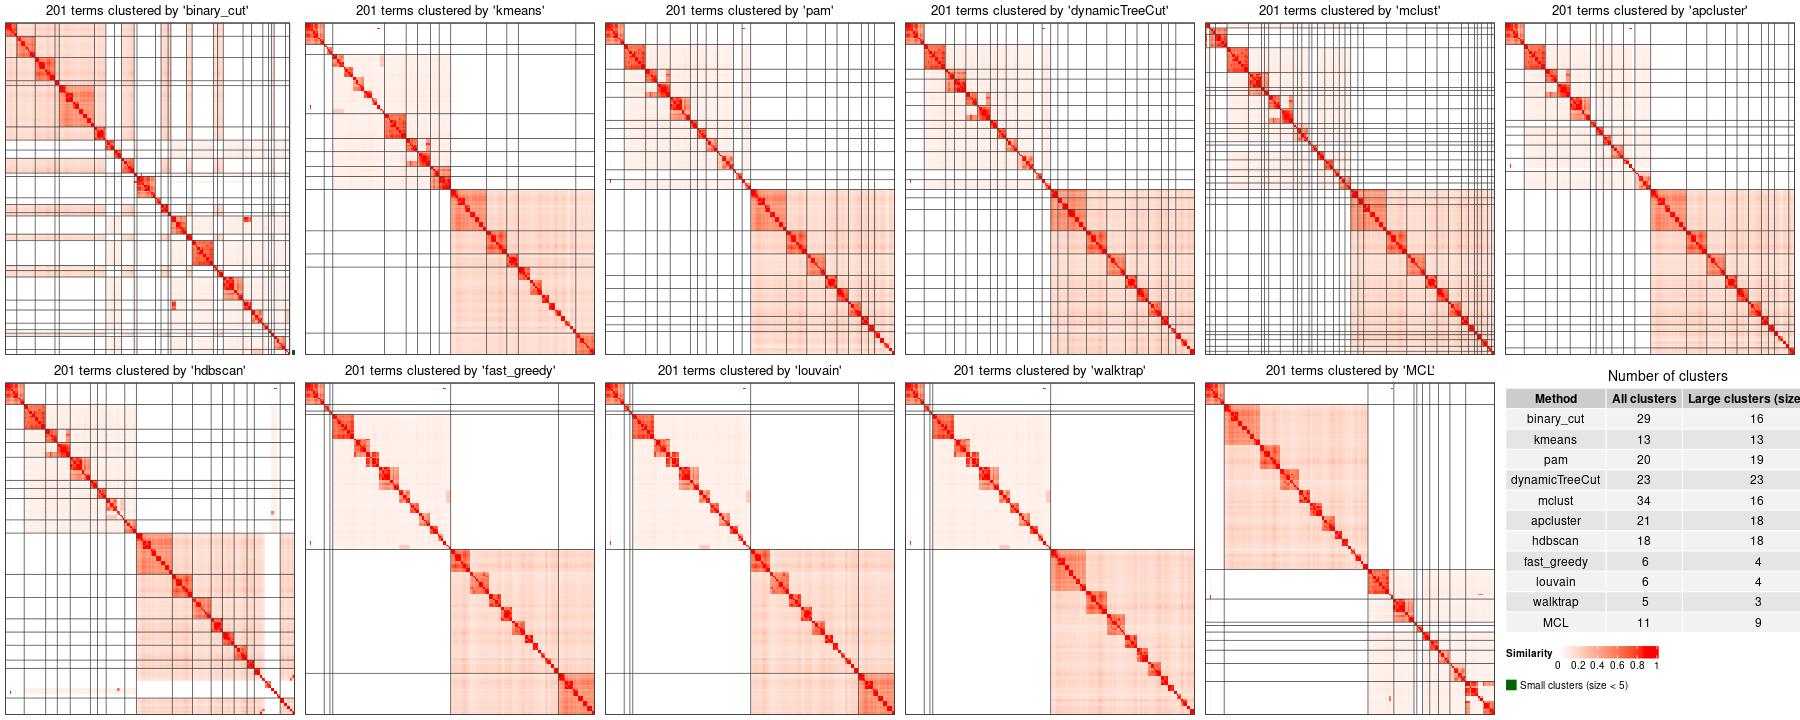 201 terms clustered by 'binary_cut'
201 terms clustered by 'kmeans'
201 terms clustered by 'pam'
201 terms clustered by 'dynamicTreeCut'
201 terms clustered by 'mclust'
201 terms clustered by 'apcluster'
201 terms clustered by 'hdbscan'
201 terms clustered by 'fast_greedy'
201 terms clustered by 'louvain'
201 terms clustered by 'walktrap'
201 terms clustered by 'MCL'
Number of clusters
Method All clusters Large clusters (size
binary_cut 29 16
kmeans 13 13
pam 20 19
dynamicTreeCut 23 23
mclust 34 16
apcluster 21 18
hdbscan 18 18
fast_greedy 6 4
louvain 6 4
walktrap 5 3
MCL 11 9
Similarity
0 0.2 0.4 0.6 0.8 1
Small clusters (size < 5)